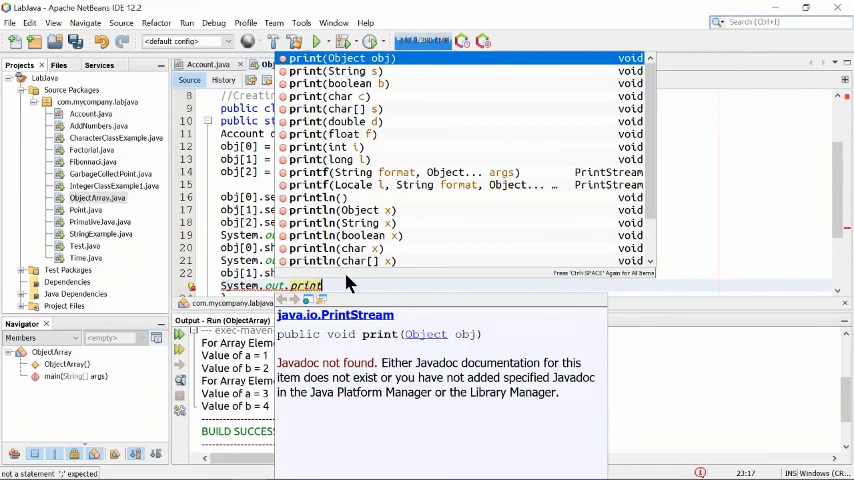 LabJava - Apache NetBeans IDE 12.2
File Edit View Navigate Source Refactor Run Debug Profile Team Tools Window Help
Search (Ctrl+I)
<default config>
Projects Files Services
LabJava
Source Packages
com.mycompany.labjava
Account.java
AddNumbers.java
CharacterClassExample.java
Factorial.java
Fibonnaci.java
GarbageCollectPoint.java
IntegerClassExample1.java
ObjectArray.java
Point.java
PrimativeJava.java
StringExample.java
Test.java
Time.java
Test Packages
Dependencies
Java Dependencies
Project Files
Navigator
Members <empty>
ObjectArray
ObjectArray()
main(String[] args)
not a statement ';' expected
Account.java
Source History
8 //Creating
9 public cl
10 public st
11 Account o
12 obj[0] =
13 obj[1] =
14 obj[2] =
15
16 obj[0].se
17 obj[1].se
18 obj[2].se
19 System.ou
20 obj[0].sh
21 System.ou
22 obj[1].sh
System.out.print
com.mycompany.labjava
print(Object obj) void
print(String s) void
print(boolean b) void
print(char c) void
print(char[] s) void
print(double d) void
print(float f) void
print(int i) void
print(long l) void
printf(String format, Object... args) PrintStream
printf(Locale l, String format, Object... … PrintStream
println() void
println(Object x) void
println(String x) void
println(boolean x) void
println(char x) void
println(char[] x) void
Press 'Ctrl+SPACE' Again for All Items
java.io.PrintStream
public void print(Object obj)
Javadoc not found. Either Javadoc documentation for this
item does not exist or you have not added specified Javadoc
in the Java Platform Manager or the Library Manager.
Output - Run (ObjectArray)
--- exec-maven
For Array Elem
Value of a = 1
Value of b = 2
For Array Elem
Value of a = 3
Value of b = 4
BUILD SUCCESS
1
23:17
INS Windows (CRLF)